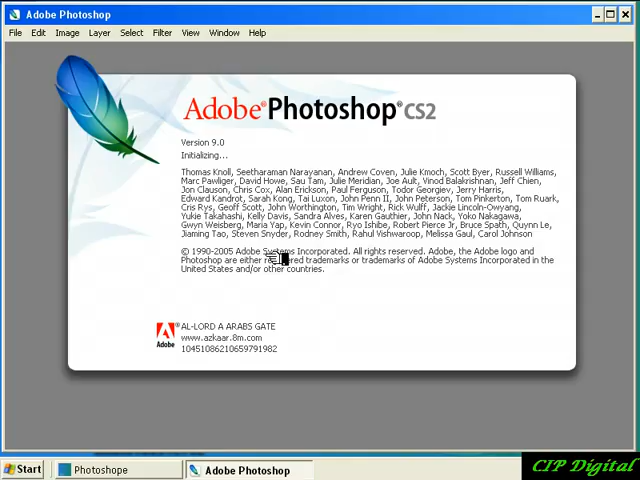 Adobe Photoshop
File Edit Image Layer Select Filter View Window Help
Adobe® Photoshop® CS2
Version 9.0
Initializing...
Thomas Knoll, Seetharaman Narayanan, Andrew Coven, Julie Kmoch, Scott Byer, Russell Williams,
Marc Pawliger, David Howe, Sau Tam, Julie Meridian, Joe Ault, Vinod Balakrishnan, Jeff Chien,
Jon Clauson, Chris Cox, Alan Erickson, Paul Ferguson, Todor Georgiev, Jerry Harris,
Edward Kandrot, Sarah Kong, Tai Luxon, John Penn II, John Peterson, Tom Pinkerton, Tom Ruark,
Cris Rys, Geoff Scott, John Worthington, Tim Wright, Rick Wulff, Jackie Lincoln-Owyang,
Yukie Takahashi, Kelly Davis, Sandra Alves, Karen Gauthier, John Nack, Yoko Nakagawa,
Gwyn Weisberg, Maria Yap, Kevin Connor, Ryo Ishibe, Robert Pierce Jr, Bruce Spath, Quynn Le,
Jiaming Tao, Steven Snyder, Rodney Smith, Rahul Vishwaroop, Melissa Gaul, Carol Johnson
© 1990-2005 Adobe Systems Incorporated. All rights reserved. Adobe, the Adobe logo and
Photoshop are either trademarks or trademarks of Adobe Systems Incorporated in the
United States and/or other countries.
Adobe®
AL-LORD A ARABS GATE
www.azkaar.8m.com
10451086210659791982
Start Photoshope Adobe Photoshop
CIP Digital